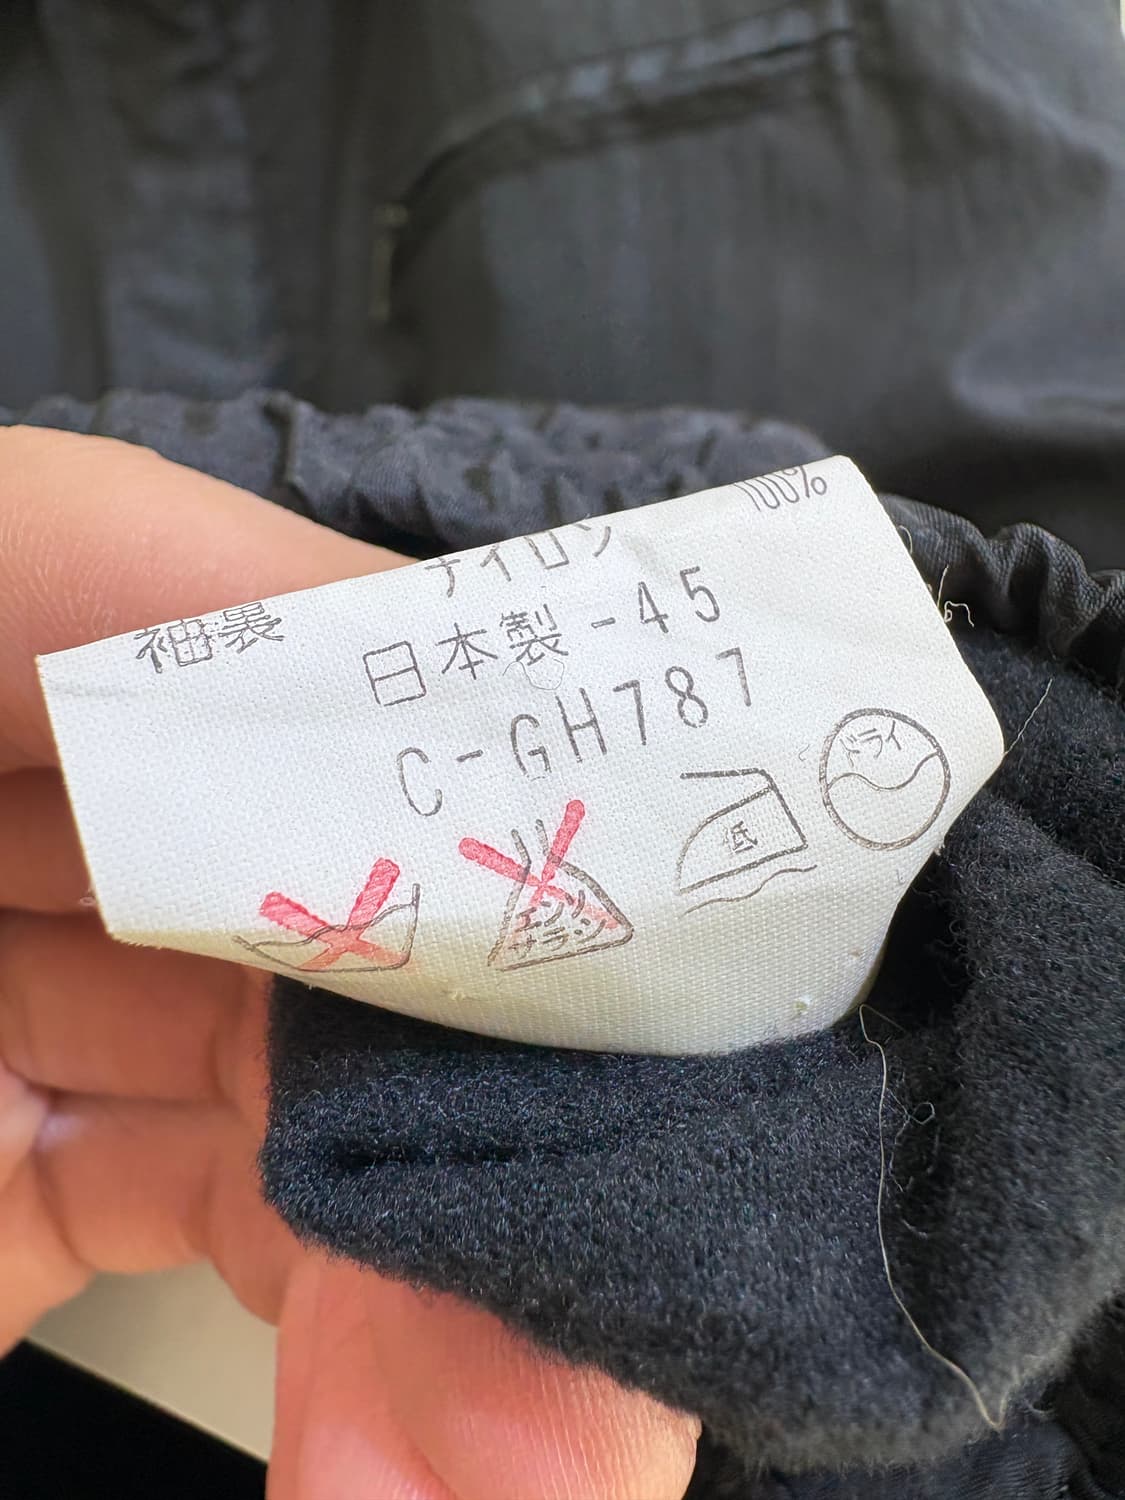 ナイロン 100%
袖裏
日本製-45
C-GH787
エンソ
サラシ
低
ドライ